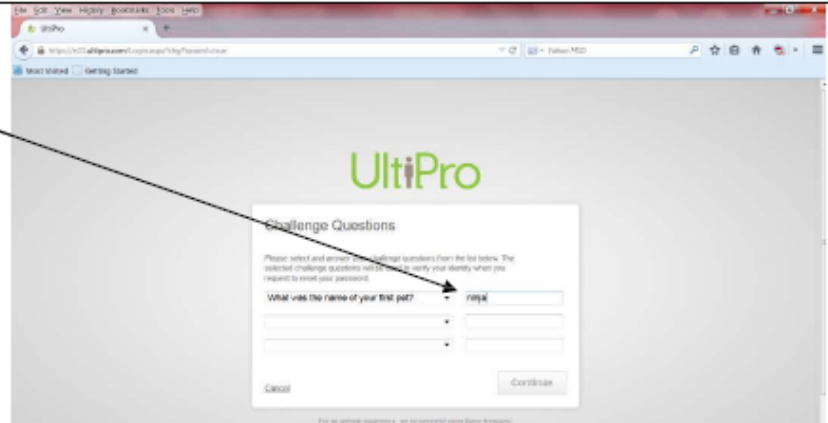 File Edit View History Bookmarks Tools Help
UltiPro
Most Visited Getting Started
UltiPro
Challenge Questions
Please select and answer your challenge questions from the list below. The
selected challenge questions will be used to verify your identity when you
request to reset your password.
What was the name of your first pet? ninja
Cancel Continue